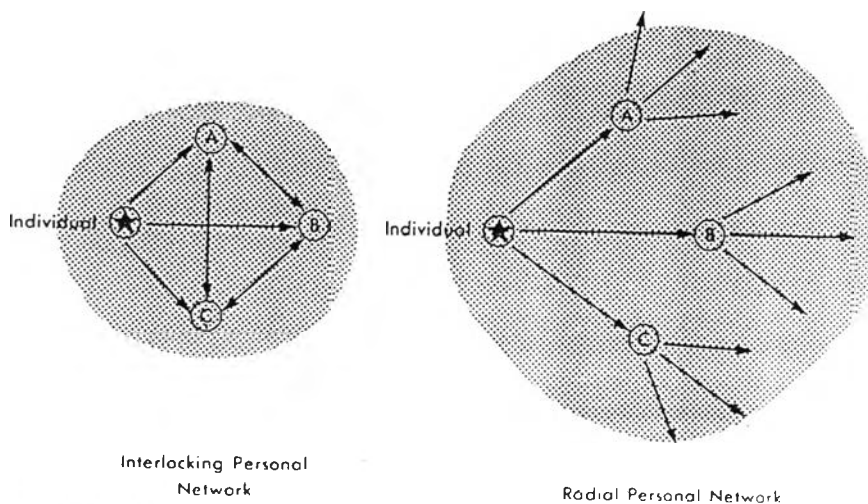 A
Individual
B
C
Interlocking Personal
Network
A
Individual
B
C
Radial Personal Network